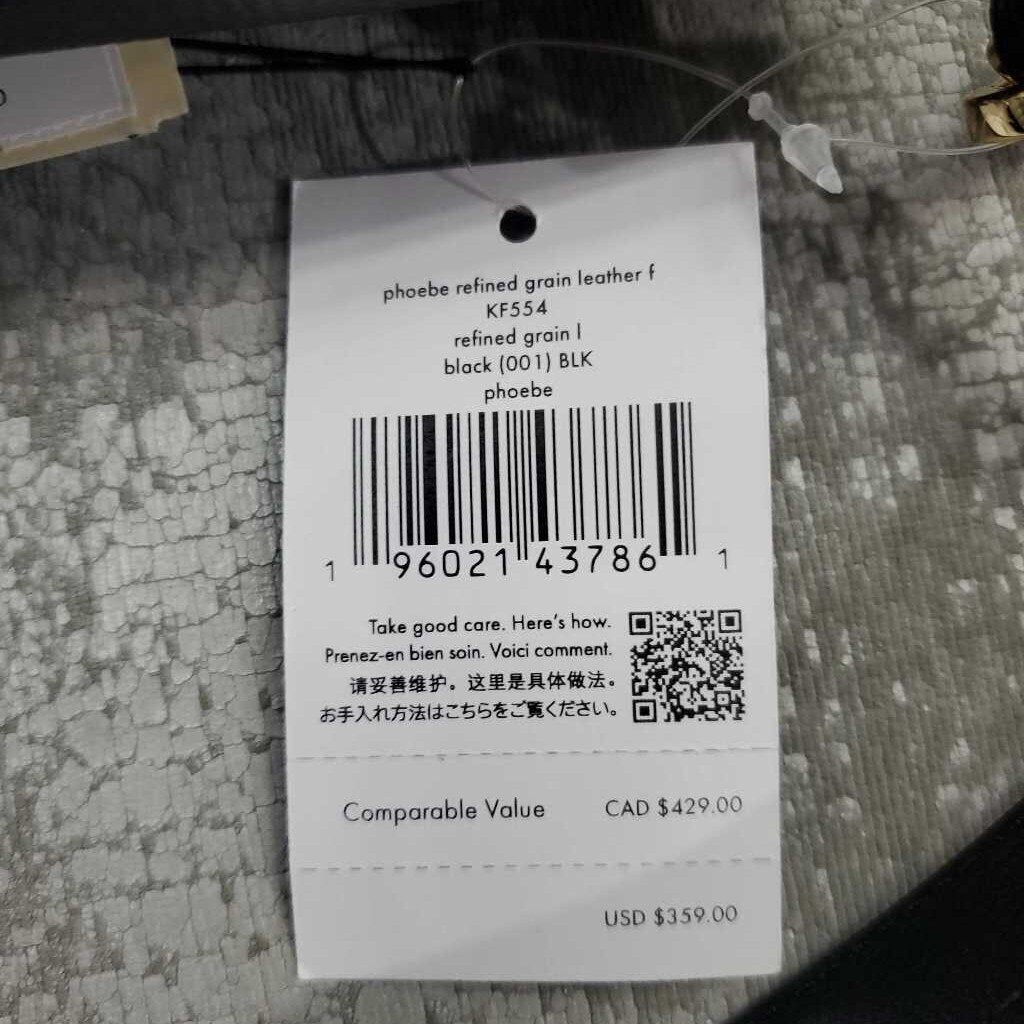 phoebe refined grain leather f
KF554
refined grain l
black (001) BLK
phoebe
1 96021 43786 1
Take good care. Here's how.
Prenez-en bien soin. Voici comment.
请妥善维护。这里是具体做法。
お手入れ方法はこちらをご覧ください。
Comparable Value CAD $429.00
USD $359.00